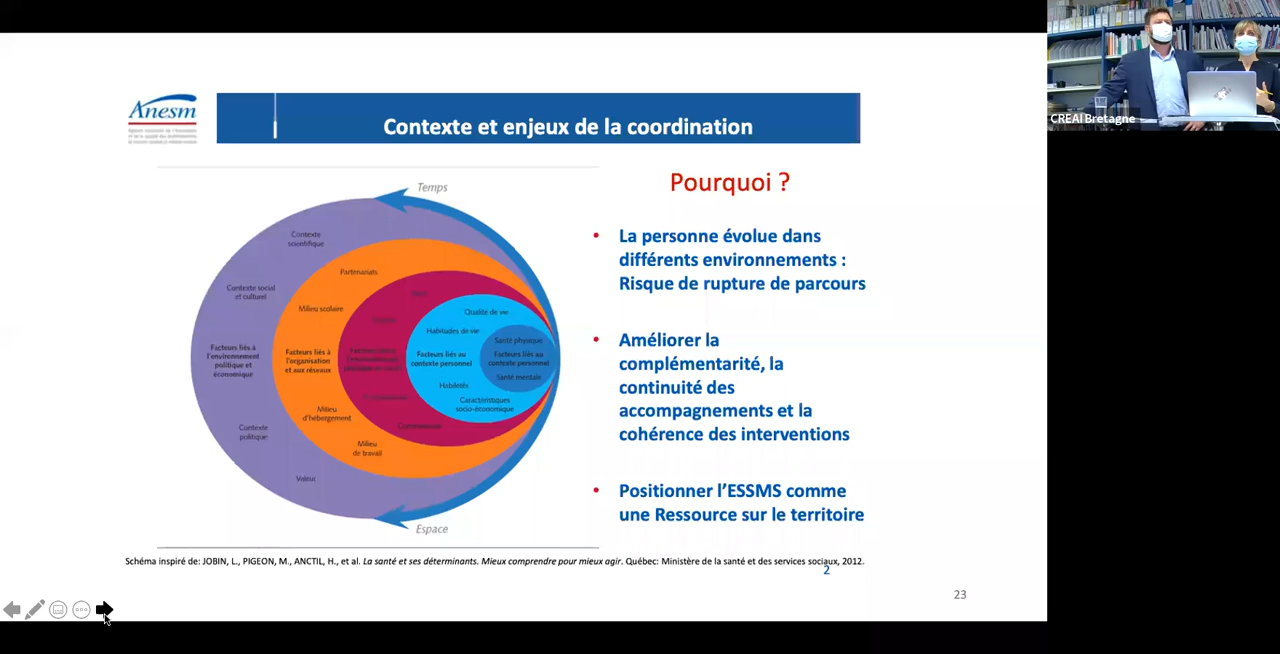 Anesm
Contexte et enjeux de la coordination
Temps
Contexte
scientifique
Partenariats
Contexte social
et culturel
Milieu scolaire
Qualité de vie
Habitudes de vie
Santé physique
Facteurs liés à
l'environnement
politique et
économique
Facteurs liés à
l'organisation
et aux réseaux
Facteurs liés au
contexte personnel
Facteurs liés au
contexte personnel
Santé mentale
Habiletés
Caractéristiques
socio-économique
Milieu
d'hébergement
Contexte
politique
Milieu
de travail
Valeur
Espace
Pourquoi ?
• La personne évolue dans
différents environnements :
Risque de rupture de parcours
• Améliorer la
complémentarité, la
continuité des
accompagnements et la
cohérence des interventions
• Positionner l'ESSMS comme
une Ressource sur le territoire
Schéma inspiré de: JOBIN, L., PIGEON, M., ANCTIL, H., et al. La santé et ses déterminants. Mieux comprendre pour mieux agir. Québec: Ministère de la santé et des services sociaux, 2012.
2
23
CREAI Bretagne